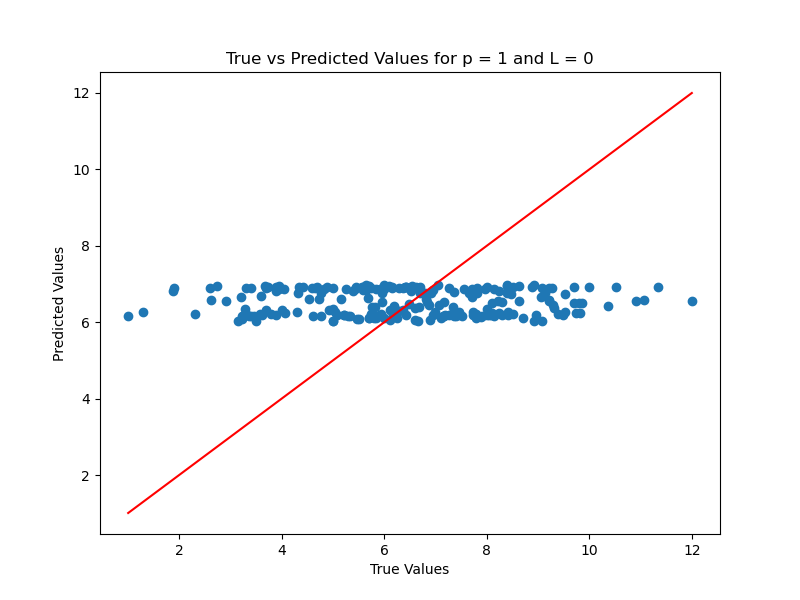 True vs Predicted Values for p = 1 and L = 0
12
10
8
6
4
2
Predicted Values
2 4 6 8 10 12
True Values